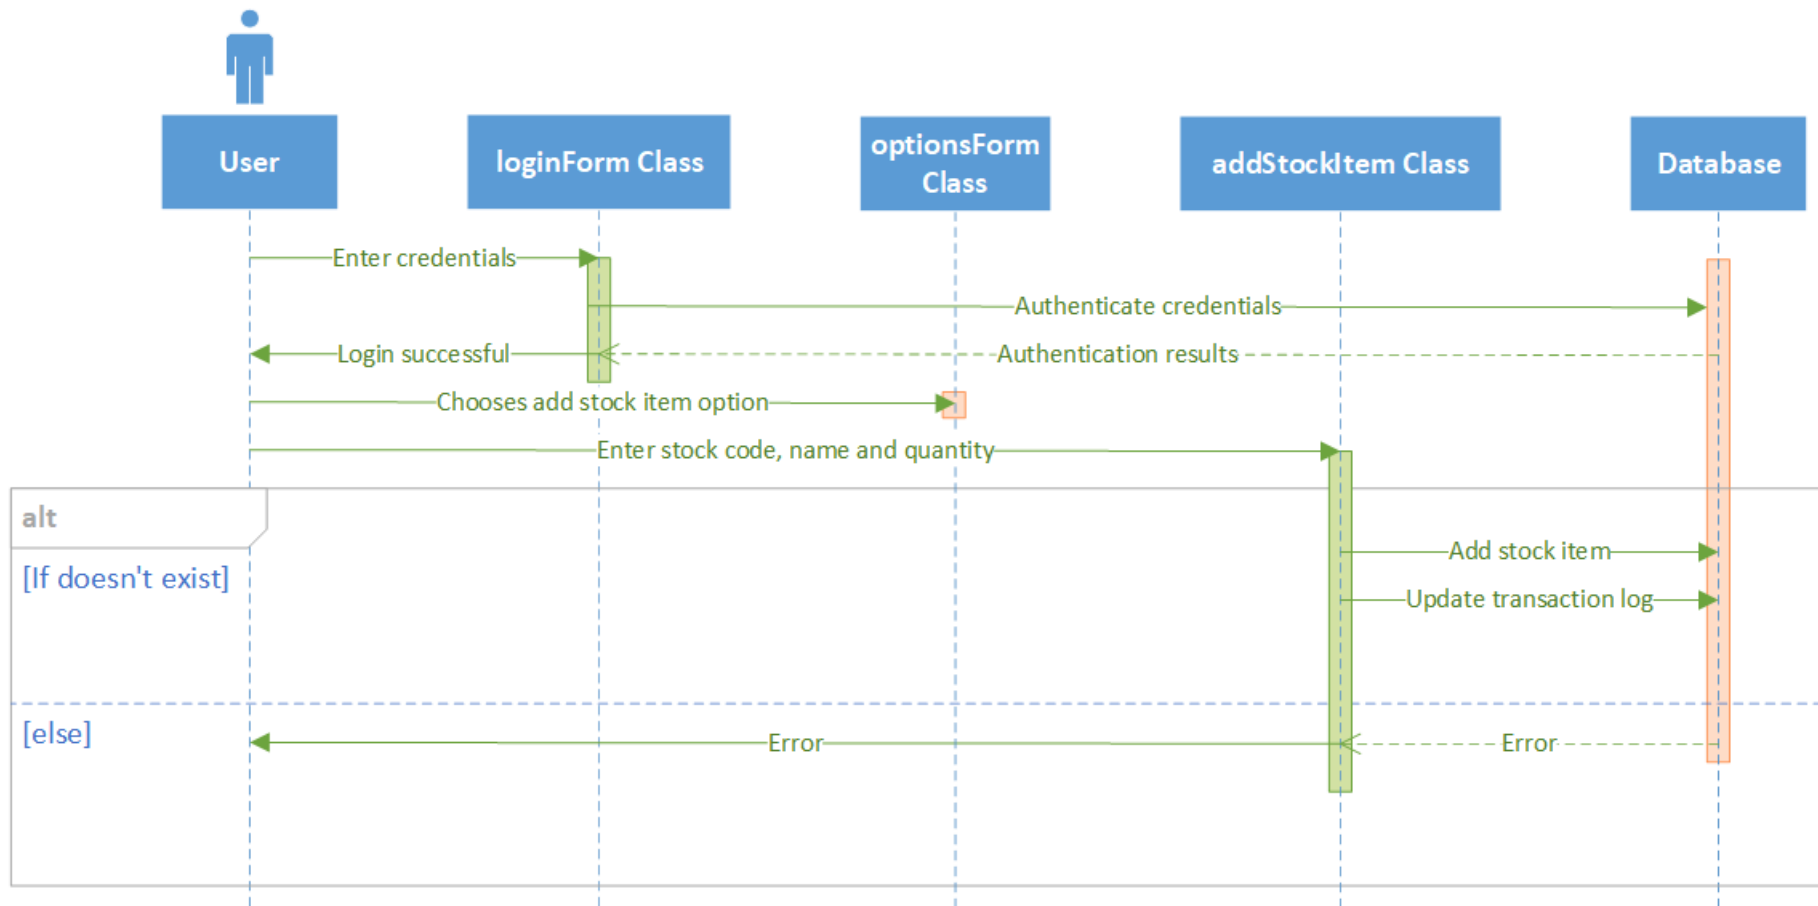 User
loginForm Class
optionsForm
Class
addStockItem Class
Database
Enter credentials
Authenticate credentials
Login successful
Authentication results
Chooses add stock item option
Enter stock code, name and quantity
alt
[If doesn't exist]
Add stock item
Update transaction log
[else]
Error
Error